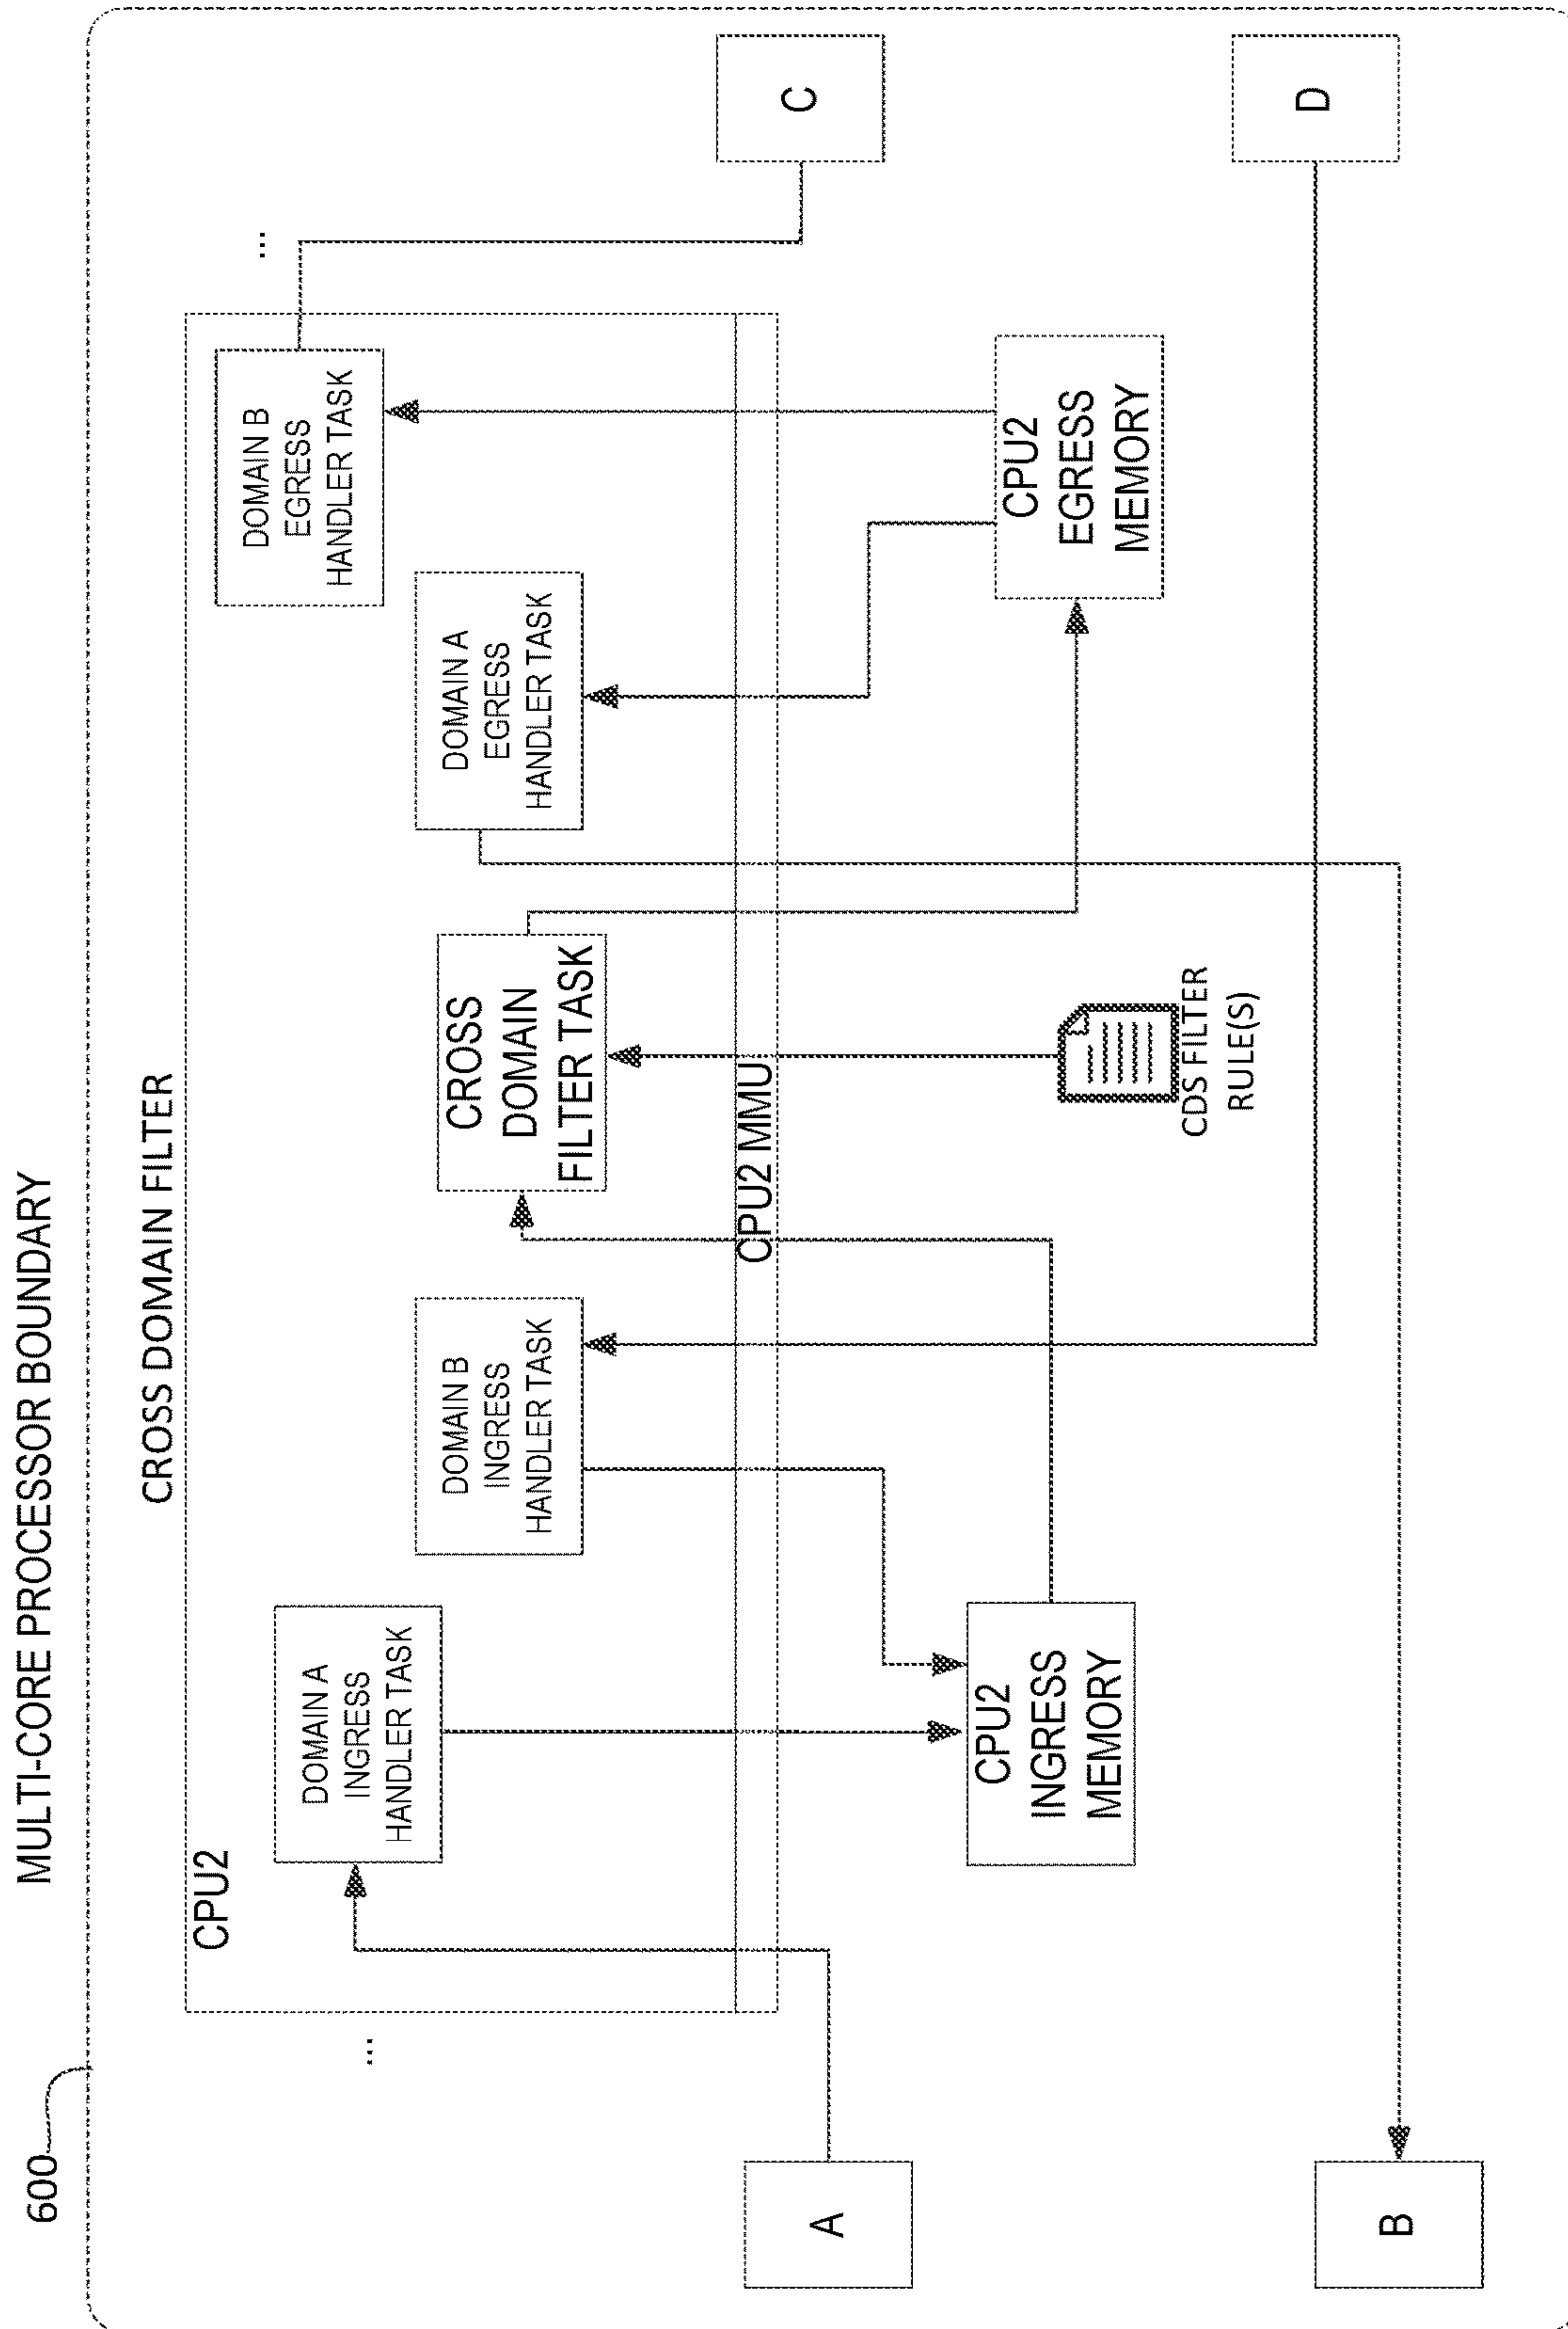 600
MULTI-CORE PROCESSOR BOUNDARY
CROSS DOMAIN FILTER
CPU2
...
...
DOMAIN A
INGRESS
HANDLER TASK
DOMAIN B
INGRESS
HANDLER TASK
CROSS
DOMAIN
FILTER TASK
DOMAIN A
EGRESS
HANDLER TASK
DOMAIN B
EGRESS
HANDLER TASK
CPU2 MMU
A
C
CPU2
INGRESS
MEMORY
CDS FILTER
RULE(S)
CPU2
EGRESS
MEMORY
B
D